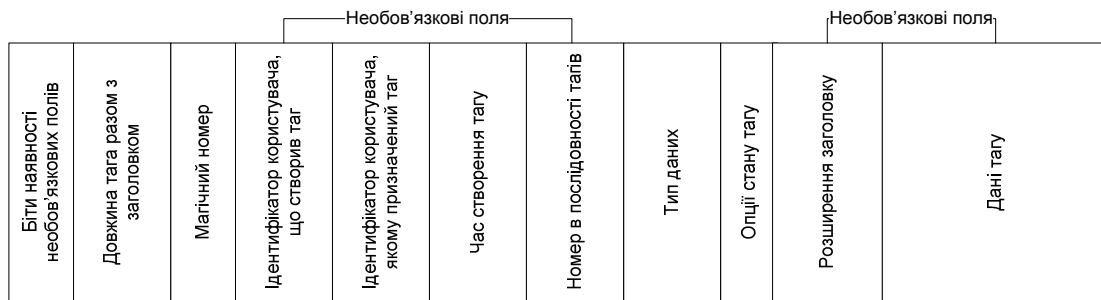 Необов’язкові поля
Необов’язкові поля
Біти наявності
необов’язкових полів
Довжина тага разом з
заголовком
Магічний номер
Ідентифікатор користувача,
що створив таг
Ідентифікатор користувача,
якому призначений таг
Час створення тагу
Номер в послідовності тагів
Тип даних
Опції стану тагу
Розширення заголовку
Дані тагу